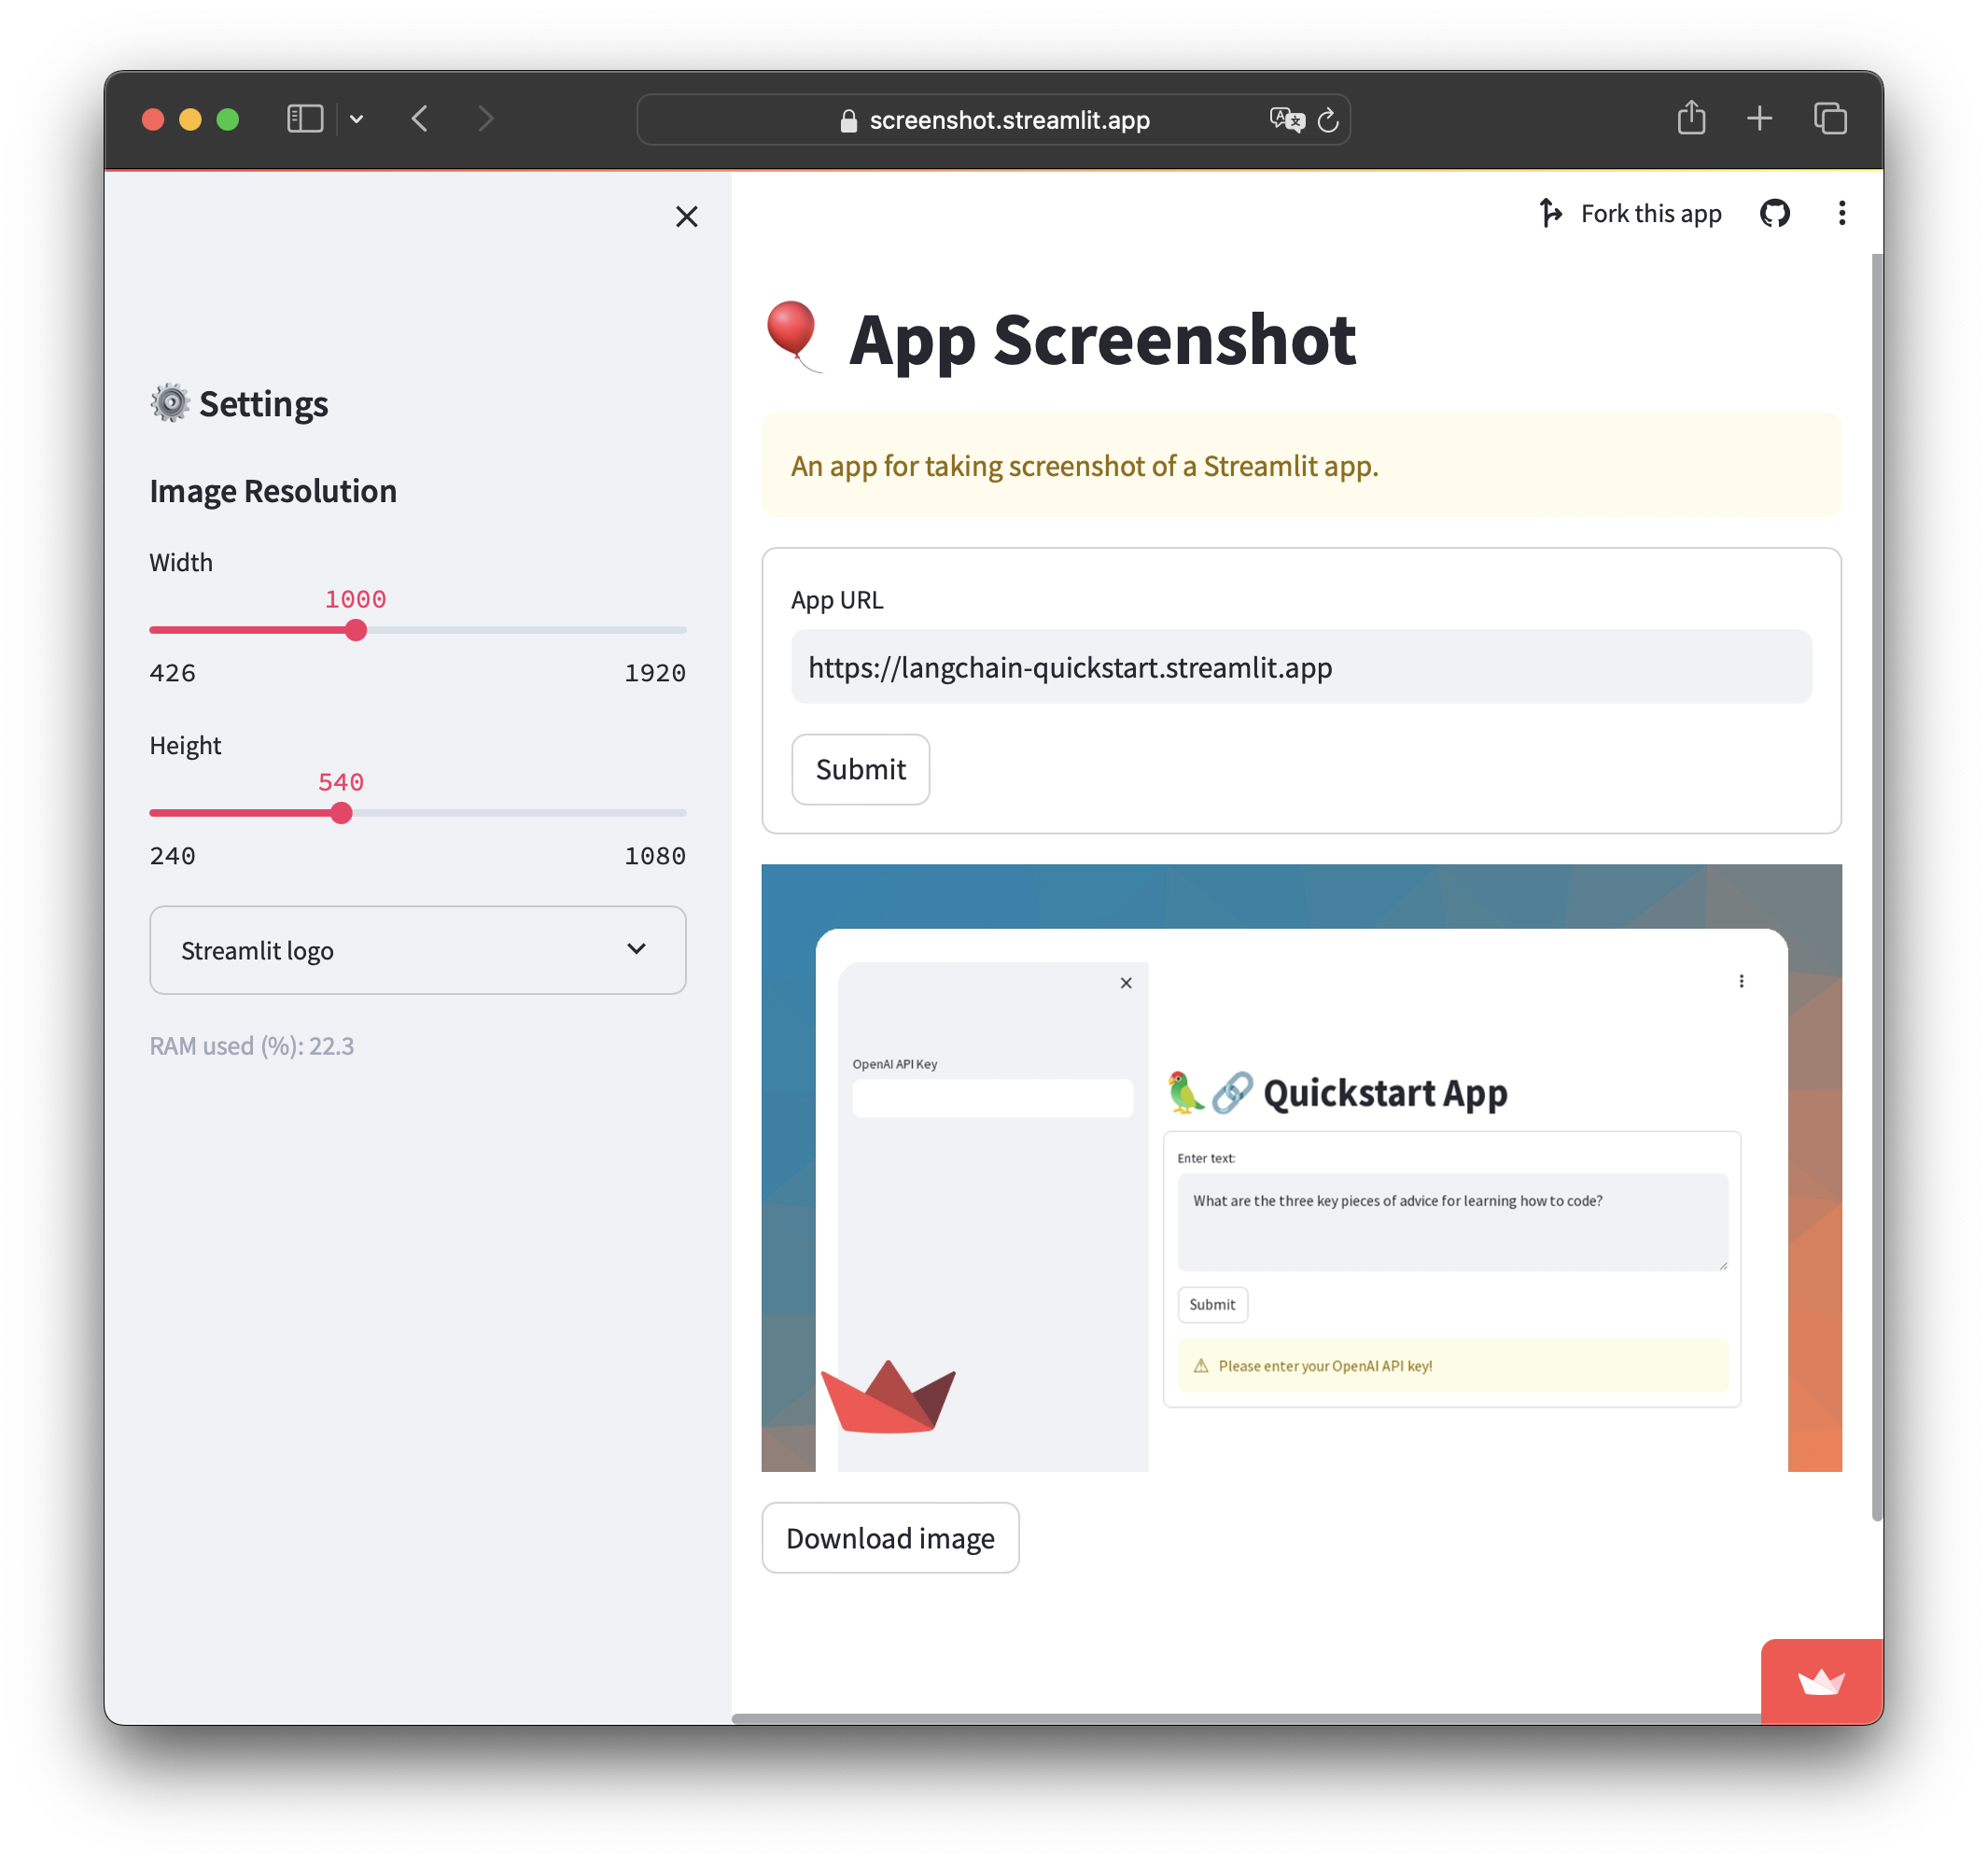 screenshot.streamlit.app
Fork this app
App Screenshot
Settings
An app for taking screenshot of a Streamlit app.
Image Resolution
Width
1000
426 1920
Height
540
240 1080
Streamlit logo
RAM used (%): 22.3
App URL
https://langchain-quickstart.streamlit.app
Submit
OpenAI API Key
Quickstart App
Enter text:
What are the three key pieces of advice for learning how to code?
Submit
Please enter your OpenAI API key!
Download image